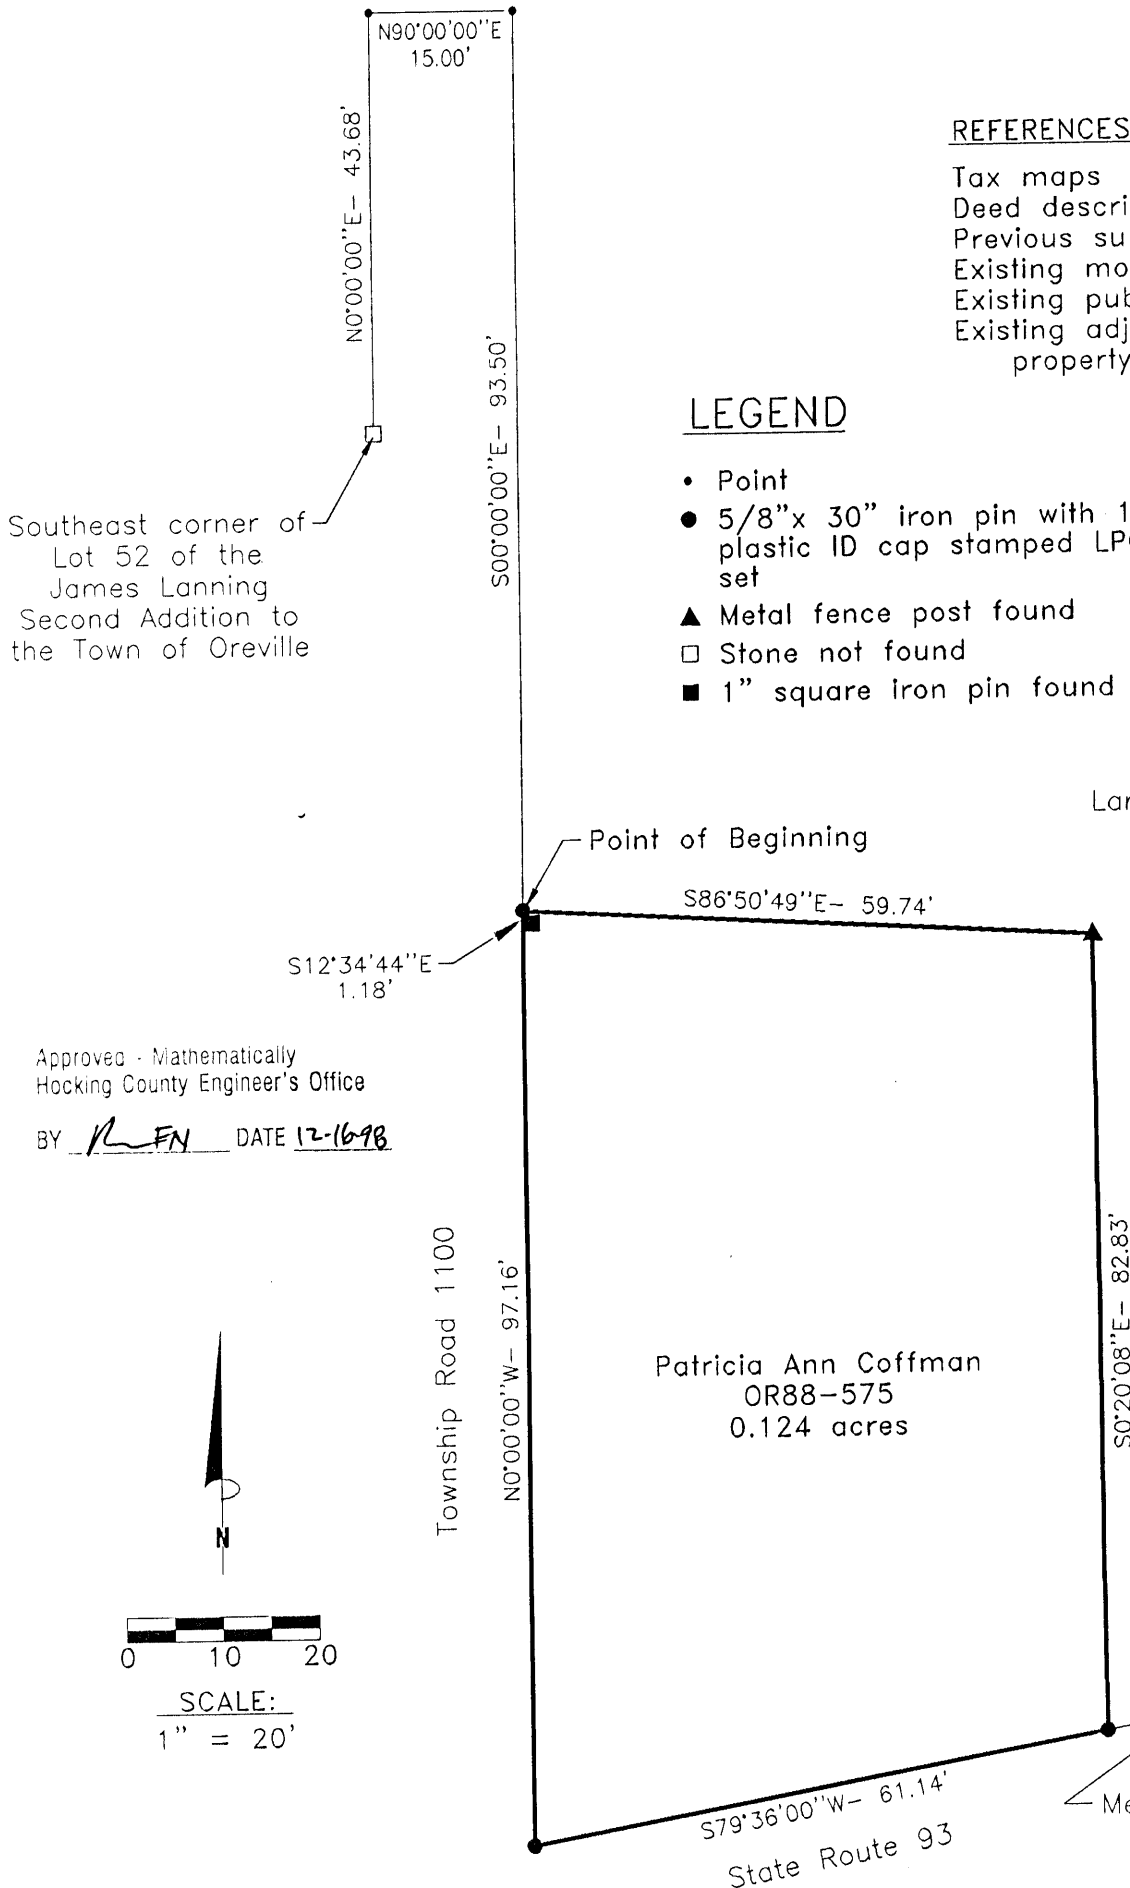 N90°00'00"E
15.00'
N0°00'00"E- 43.68'
S0°00'00"E- 93.50'
REFERENCES
Tax maps
Deed descri
Previous su
Existing mo
Existing pub
Existing adj
property
LEGEND
• Point
● 5/8"x 30" iron pin with 1
plastic ID cap stamped LP
set
▲ Metal fence post found
□ Stone not found
■ 1" square iron pin found
Southeast corner of
Lot 52 of the
James Lanning
Second Addition to
the Town of Oreville
Lar
Point of Beginning
S86°50'49"E- 59.74'
S12°34'44"E
1.18'
Approved - Mathematically
Hocking County Engineer's Office
BY DATE 12-16-98
Township Road 1100
N0°00'00"W- 97.16'
S0°20'08"E- 82.83'
Patricia Ann Coffman
OR88-575
0.124 acres
N
0 10 20
SCALE:
1" = 20'
S79°36'00"W- 61.14'
State Route 93
Me